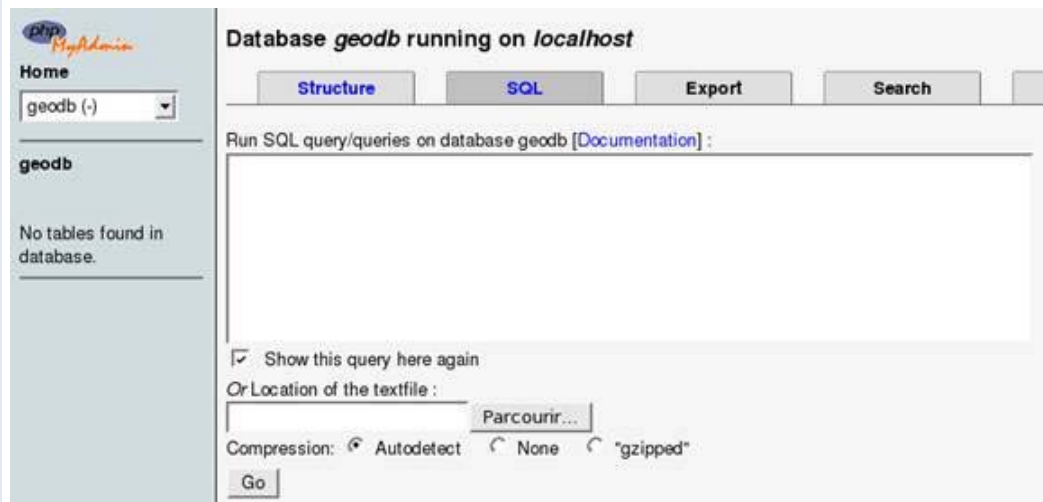 php
MyAdmin
Home
geodb (-)
geodb
No tables found in
database.
Database geodb running on localhost
Structure
SQL
Export
Search
Run SQL query/queries on database geodb [Documentation] :
Show this query here again
Or Location of the textfile :
Parcourir...
Compression: Autodetect None "gzipped"
Go